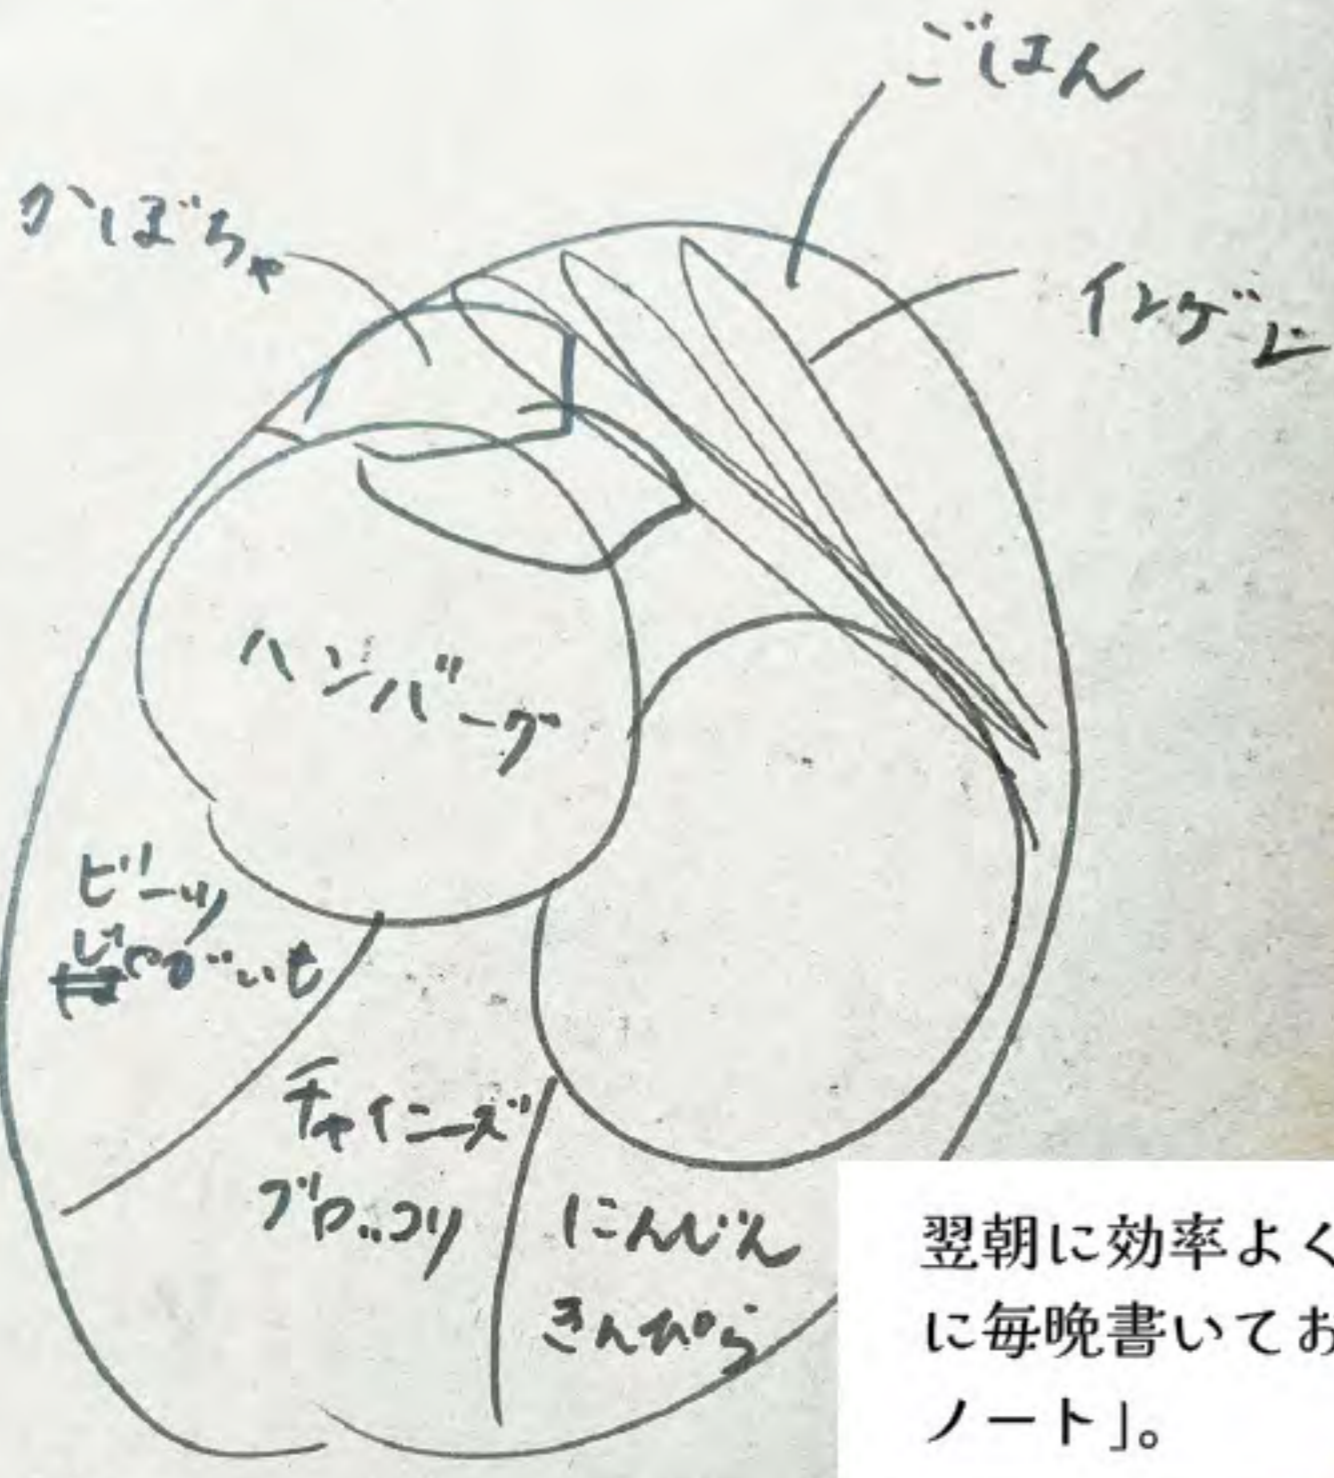 ごはん
かぼちゃ
インゲン
ハンバーグ
ビーツ
じゃがいも
チャイニーズ
ブロッコリ
にんじん
きんぴら
翌朝に効率よく
に毎晩書いてお
ノート」。